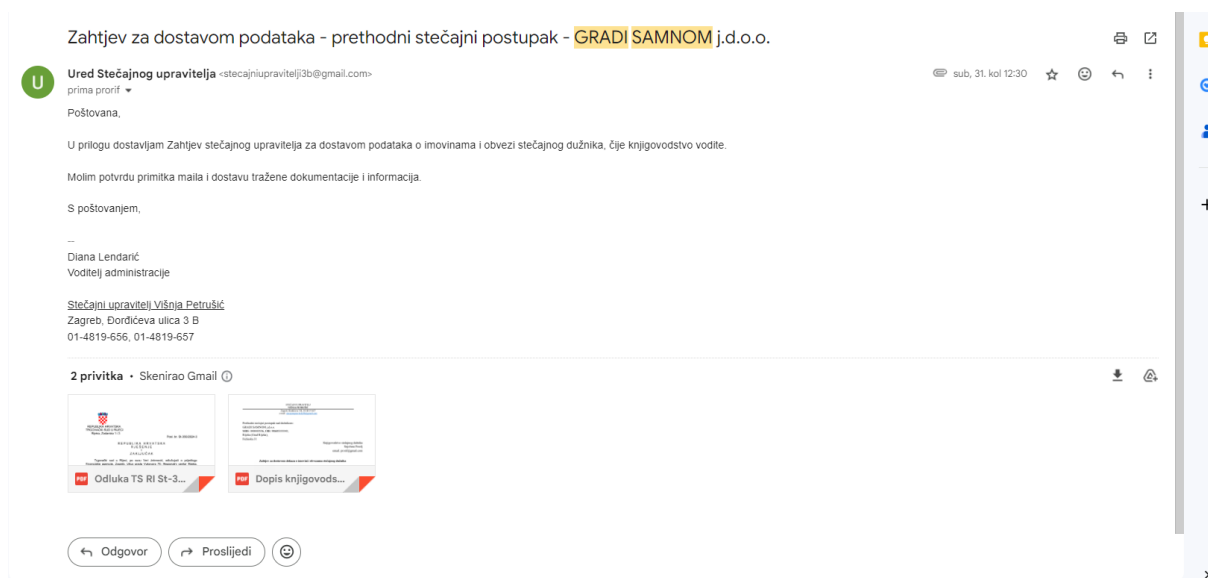 Zahtjev za dostavom podataka - prethodni stečajni postupak - GRADI SAMNOM j.d.o.o.
Ured Stečajnog upravitelja <stecajniupravitelji3b@gmail.com>
sub, 31. kol 12:30
U
prima prorif
Poštovana,
U prilogu dostavljam Zahtjev stečajnog upravitelja za dostavom podataka o imovinama i obvezi stečajnog dužnika, čije knjigovodstvo vodite.
Molim potvrdu primitka maila i dostavu tražene dokumentacije i informacija.
S poštovanjem,
--
Diana Lendarić
Voditelj administracije
Stečajni upravitelj Višnja Petrušić
Zagreb, Đorđićeva ulica 3 B
01-4819-656, 01-4819-657
2 privitka • Skenirao Gmail
REPUBLIKA HRVATSKA
PDF Odluka TS RI St-3...
PDF Dopis knjigovods...
Odgovor
Proslijedi